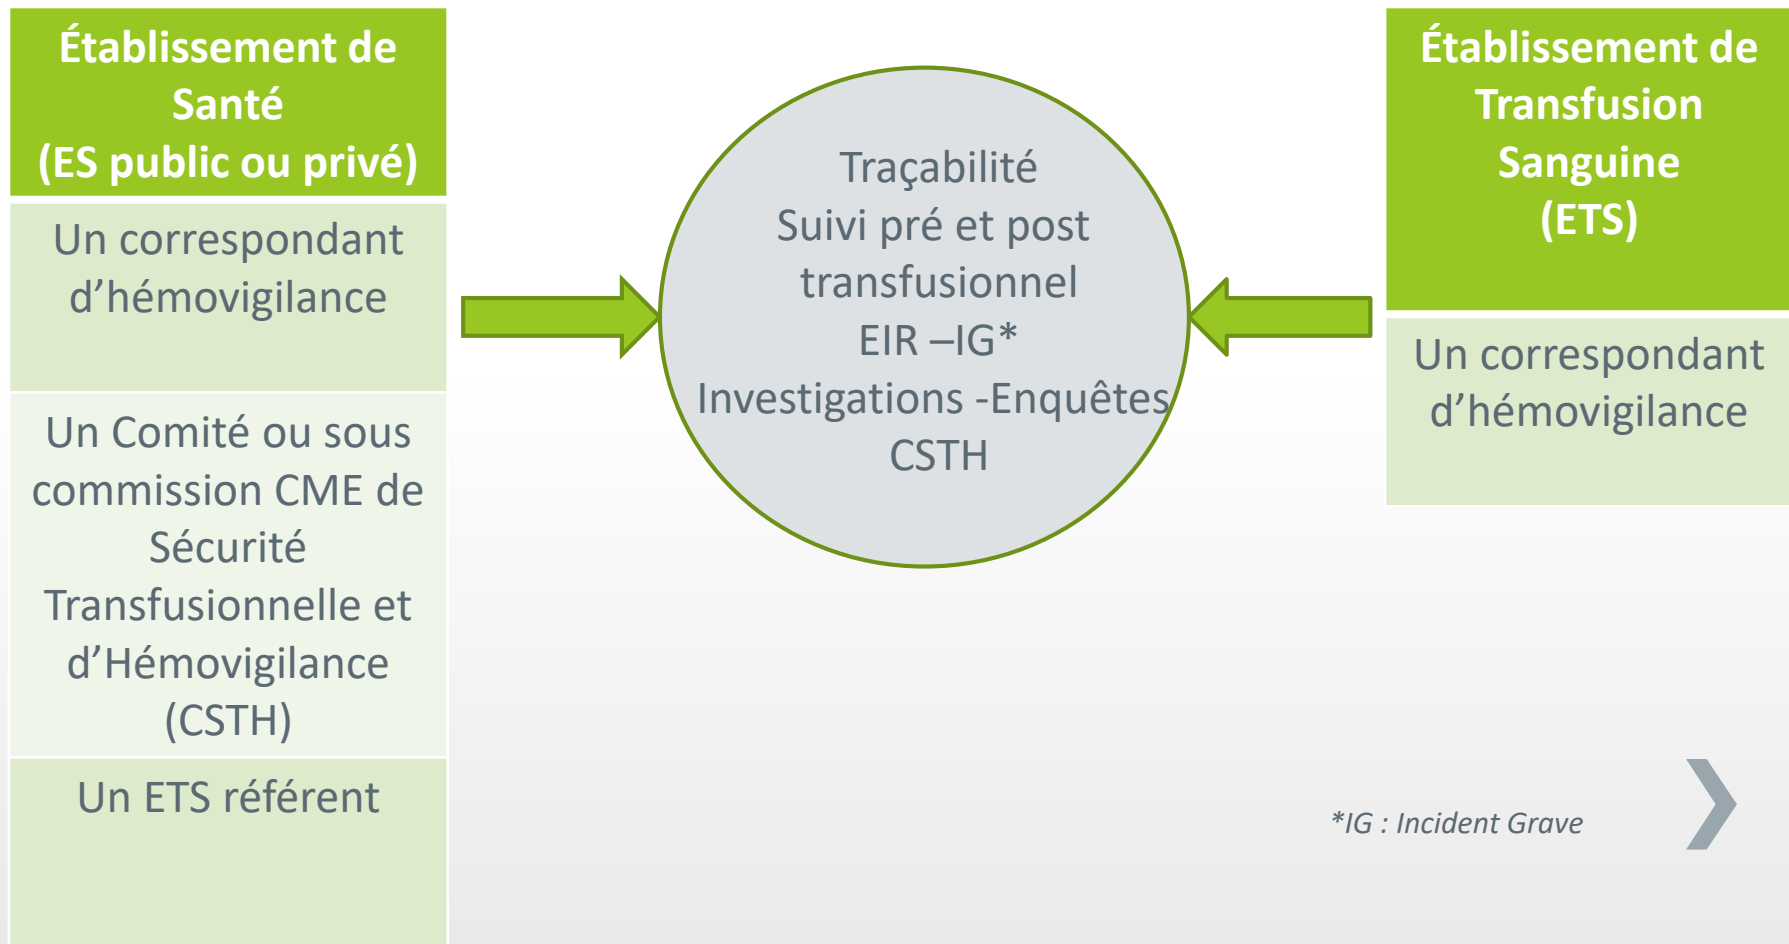 Établissement de
Santé
(ES public ou privé)
Un correspondant
d’hémovigilance
Un Comité ou sous
commission CME de
Sécurité
Transfusionnelle et
d’Hémovigilance
(CSTH)
Un ETS référent
Traçabilité
Suivi pré et post
transfusionnel
EIR –IG*
Investigations -Enquêtes
CSTH
Établissement de
Transfusion
Sanguine
(ETS)
Un correspondant
d’hémovigilance
*IG : Incident Grave